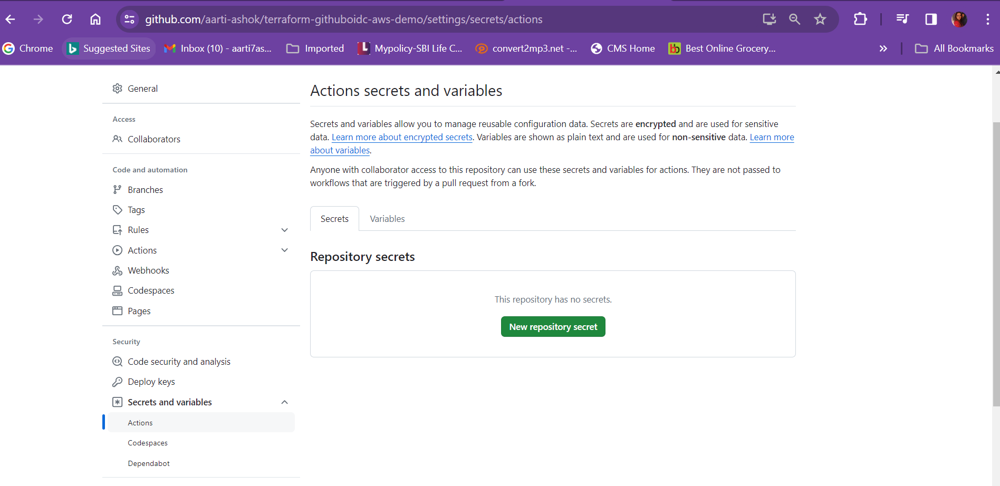 github.com/aarti-ashok/terraform-githuboidc-aws-demo/settings/secrets/actions
Chrome
Suggested Sites
Inbox (10) - aarti7as...
Imported
Mypolicy-SBI Life C...
convert2mp3.net -...
CMS Home
Best Online Grocery...
All Bookmarks
General
Access
Collaborators
Code and automation
Branches
Tags
Rules
Actions
Webhooks
Codespaces
Pages
Security
Code security and analysis
Deploy keys
Secrets and variables
Actions
Codespaces
Dependabot
Actions secrets and variables
Secrets and variables allow you to manage reusable configuration data. Secrets are encrypted and are used for sensitive
data. Learn more about encrypted secrets. Variables are shown as plain text and are used for non-sensitive data. Learn more
about variables.
Anyone with collaborator access to this repository can use these secrets and variables for actions. They are not passed to
workflows that are triggered by a pull request from a fork.
Secrets
Variables
Repository secrets
This repository has no secrets.
New repository secret